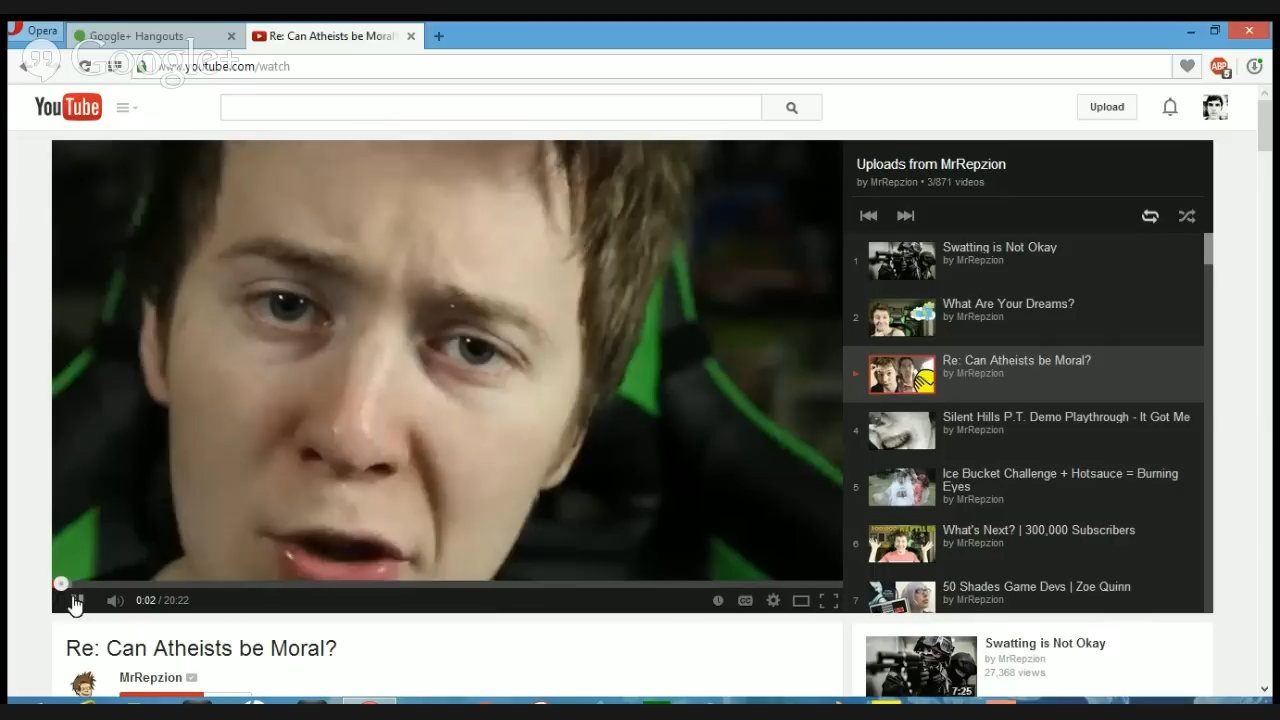 Opera
Google+ Hangouts
Re: Can Atheists be Moral
Google+
www.youtube.com/watch
ABP
5
YouTube
Upload
Uploads from MrRepzion
by MrRepzion • 3/871 videos
1
Swatting is Not Okay
by MrRepzion
2
What Are Your Dreams?
by MrRepzion
Re: Can Atheists be Moral?
by MrRepzion
4
Silent Hills P.T. Demo Playthrough - It Got Me
by MrRepzion
5
Ice Bucket Challenge + Hotsauce = Burning
Eyes
by MrRepzion
6
What's Next? | 300,000 Subscribers
by MrRepzion
7
50 Shades Game Devs | Zoe Quinn
by MrRepzion
0:02 / 20:22
CC
Re: Can Atheists be Moral?
MrRepzion
Swatting is Not Okay
by MrRepzion
27,368 views
7:25